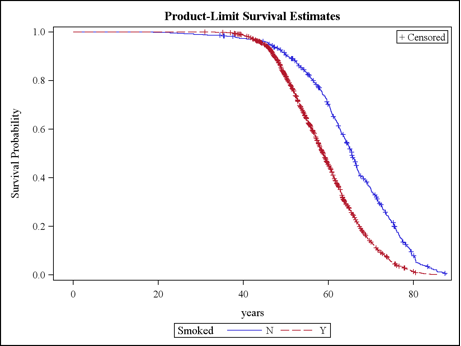 Product-Limit Survival Estimates
+ Censored
Survival Probability
1.0
0.8
0.6
0.4
0.2
0.0
0 20 40 60 80
years
Smoked N Y